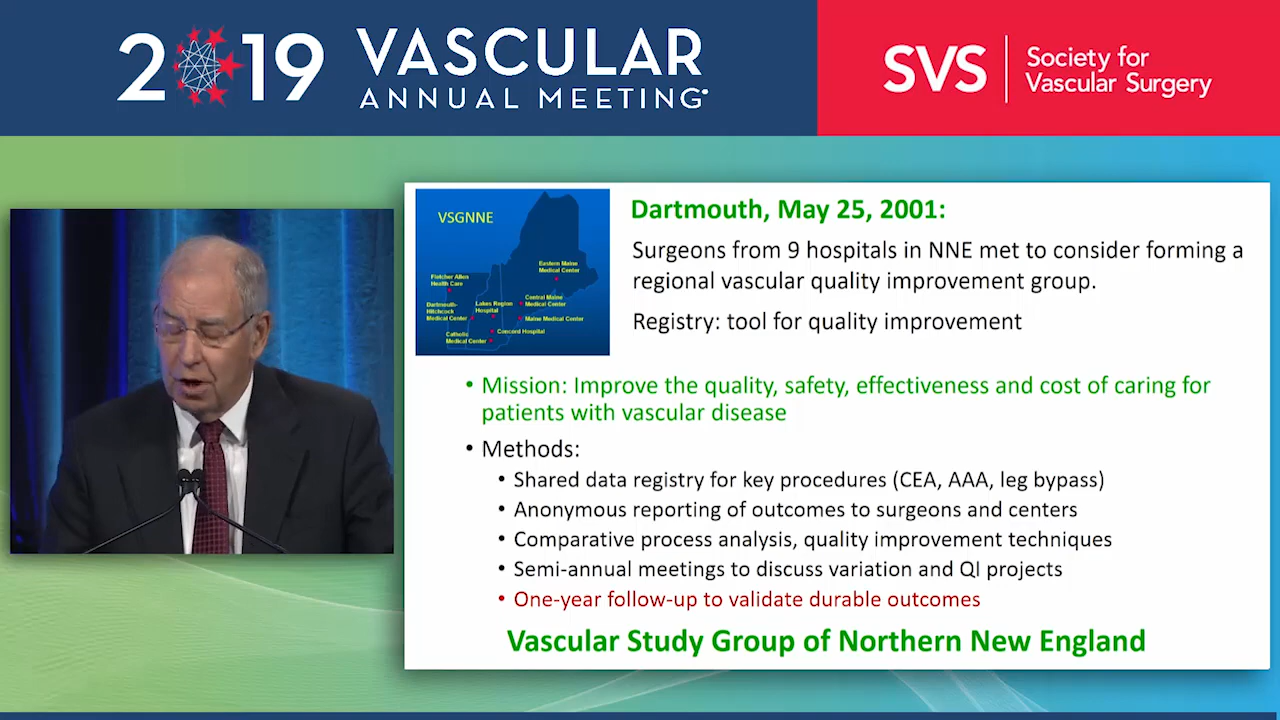 2019 VASCULAR
ANNUAL MEETING
SVS
Society for
Vascular Surgery
VSGNNE
Eastern Maine
Medical Center
Fletcher Allen
Health Care
Dartmouth-
Hitchcock
Medical Center
Lakes Region
Hospital
Central Maine
Medical Center
Maine Medical Center
Concord Hospital
Catholic
Medical Center
Dartmouth, May 25, 2001:
Surgeons from 9 hospitals in NNE met to consider forming a
regional vascular quality improvement group.
Registry: tool for quality improvement
• Mission: Improve the quality, safety, effectiveness and cost of caring for
patients with vascular disease
• Methods:
• Shared data registry for key procedures (CEA, AAA, leg bypass)
• Anonymous reporting of outcomes to surgeons and centers
• Comparative process analysis, quality improvement techniques
• Semi-annual meetings to discuss variation and QI projects
• One-year follow-up to validate durable outcomes
Vascular Study Group of Northern New England